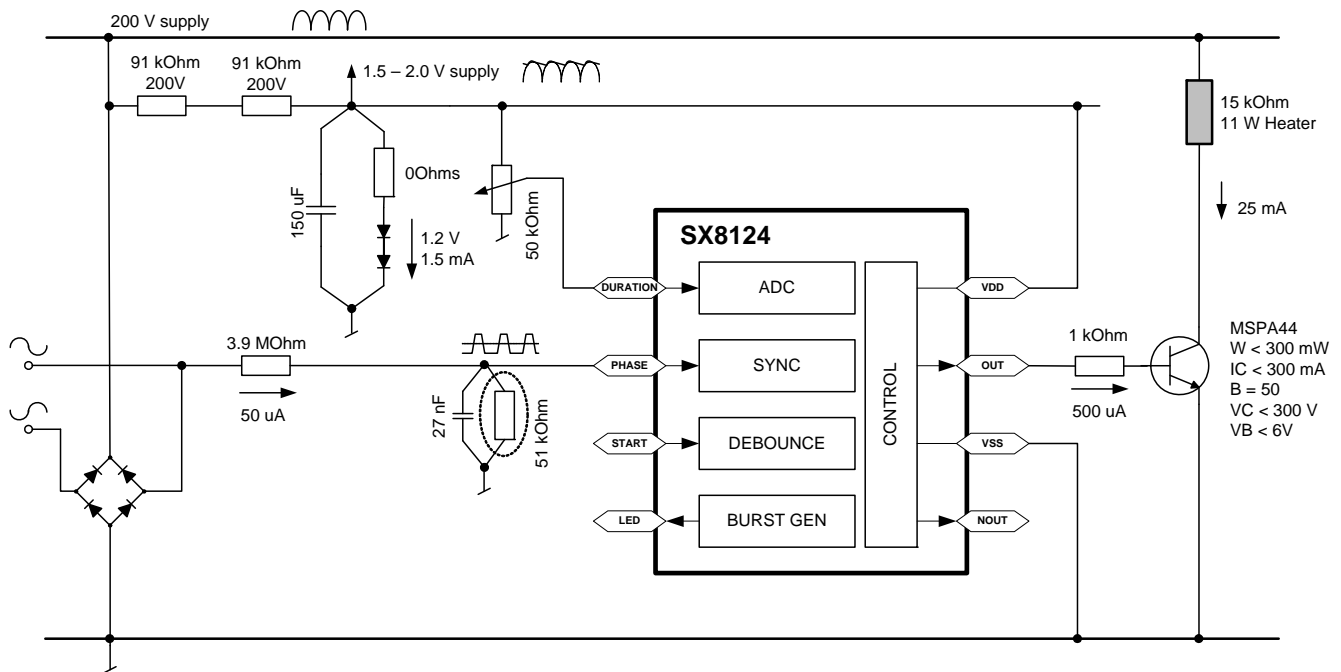 200 V supply
91 kOhm
200V
91 kOhm
200V
1.5 – 2.0 V supply
15 kOhm
11 W Heater
0Ohms
150 uF
50 kOhm
25 mA
1.2 V
1.5 mA
SX8124
DURATION
ADC
VDD
3.9 MOhm
1 kOhm
MSPA44
W < 300 mW
IC < 300 mA
B = 50
VC < 300 V
VB < 6V
PHASE
SYNC
CONTROL
OUT
50 uA
27 nF
51 kOhm
500 uA
START
DEBOUNCE
VSS
LED
BURST GEN
NOUT